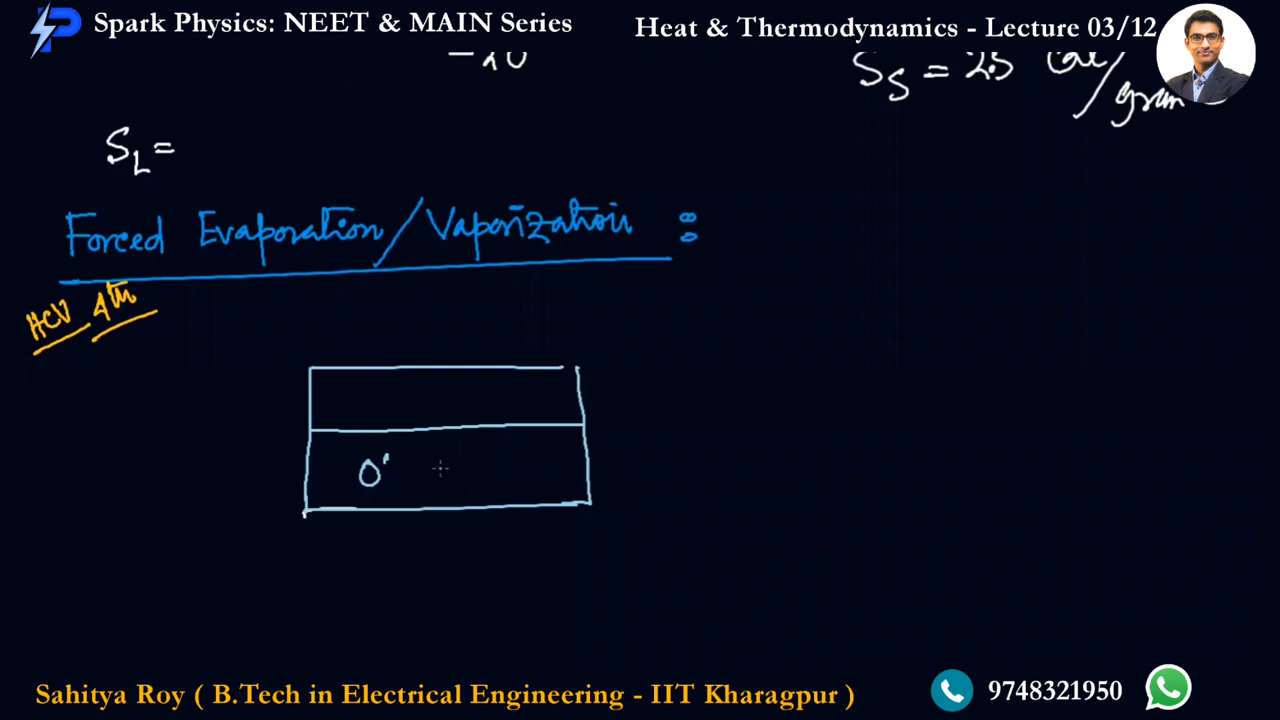 Spark Physics: NEET & MAIN Series
Heat & Thermodynamics - Lecture 03/12
-20
S_S = 2.5 Cal/gram
S_L =
Forced Evaporation/Vaporization :
HCV 4th
0°
Sahitya Roy ( B.Tech in Electrical Engineering - IIT Kharagpur )
9748321950